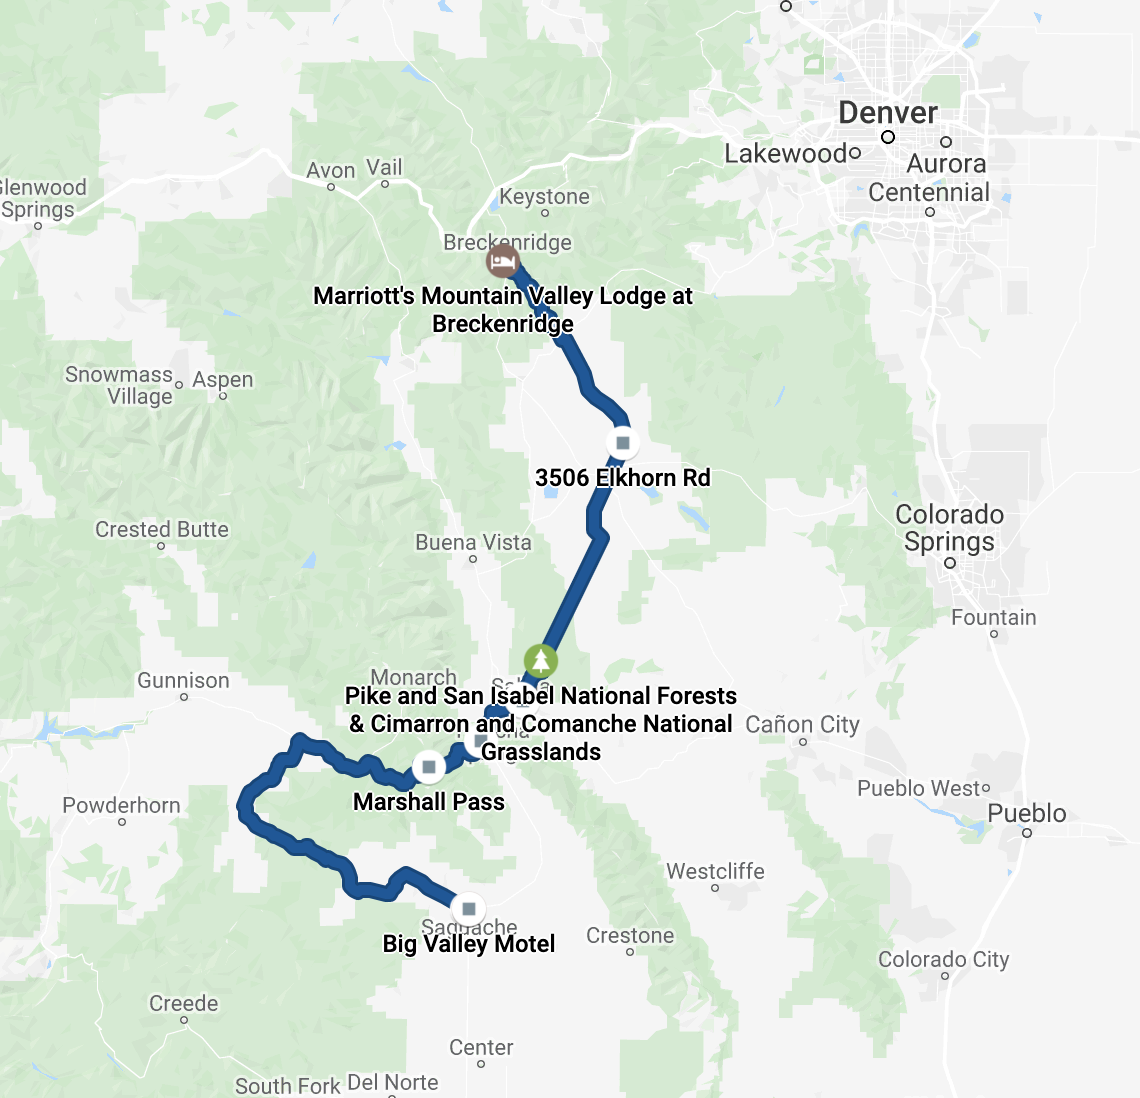 Denver
Lakewood
Aurora
Centennial
Avon
Vail
Glenwood
Springs
Keystone
Breckenridge
Marriott's Mountain Valley Lodge at
Breckenridge
Snowmass
Village
Aspen
3506 Elkhorn Rd
Colorado
Springs
Crested Butte
Buena Vista
Fountain
Gunnison
Monarch
Pike and San Isabel National Forests
& Cimarron and Comanche National
Grasslands
Cañon City
Marshall Pass
Powderhorn
Pueblo West
Pueblo
Westcliffe
Saguache
Big Valley Motel
Crestone
Colorado City
Creede
Center
South Fork
Del Norte